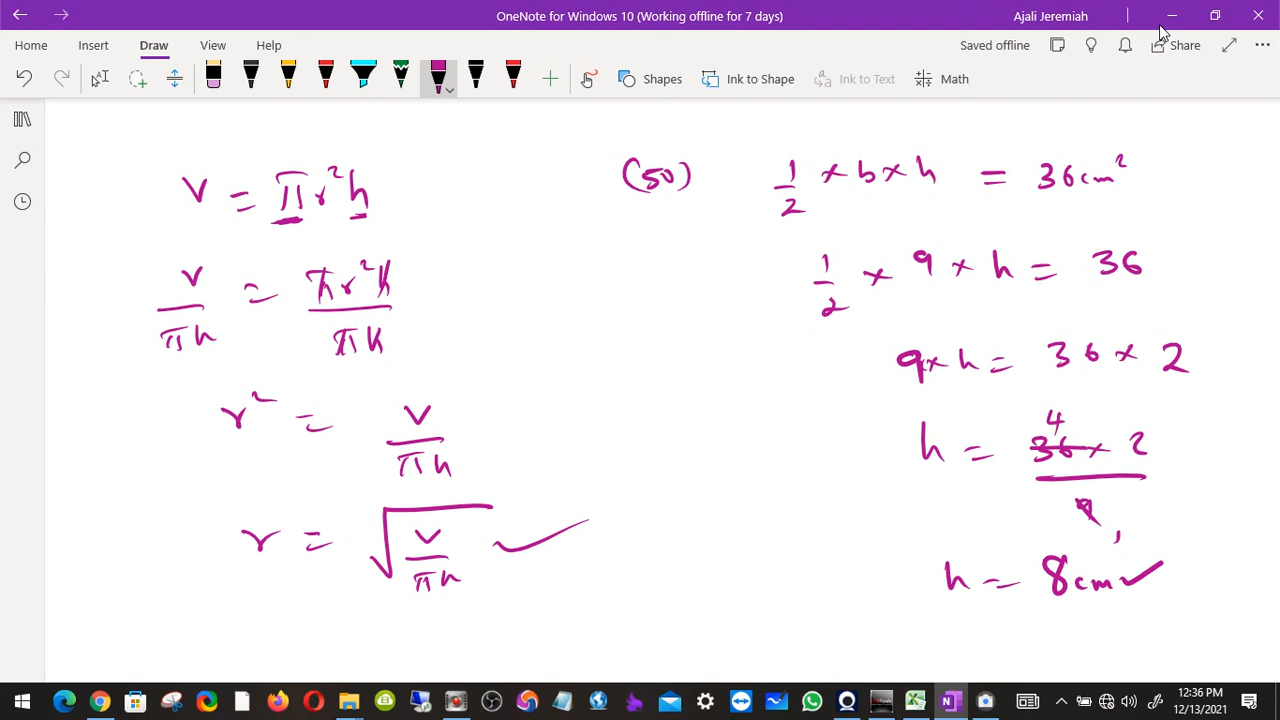 OneNote for Windows 10 (Working offline for 7 days)
Ajali Jeremiah
Home Insert Draw View Help
Saved offline
Share
Shapes
Ink to Shape
Ink to Text
Math
V = πr²h
V/πh = πr²h/πh
r² = V/πh
r = √(V/πh) ✓
(50) 1/2 × b × h = 36cm²
1/2 × 9 × h = 36
9×h = 36 × 2
4
h = 36 × 2 / 9
1
h = 8cm ✓
12:36 PM
12/13/2021